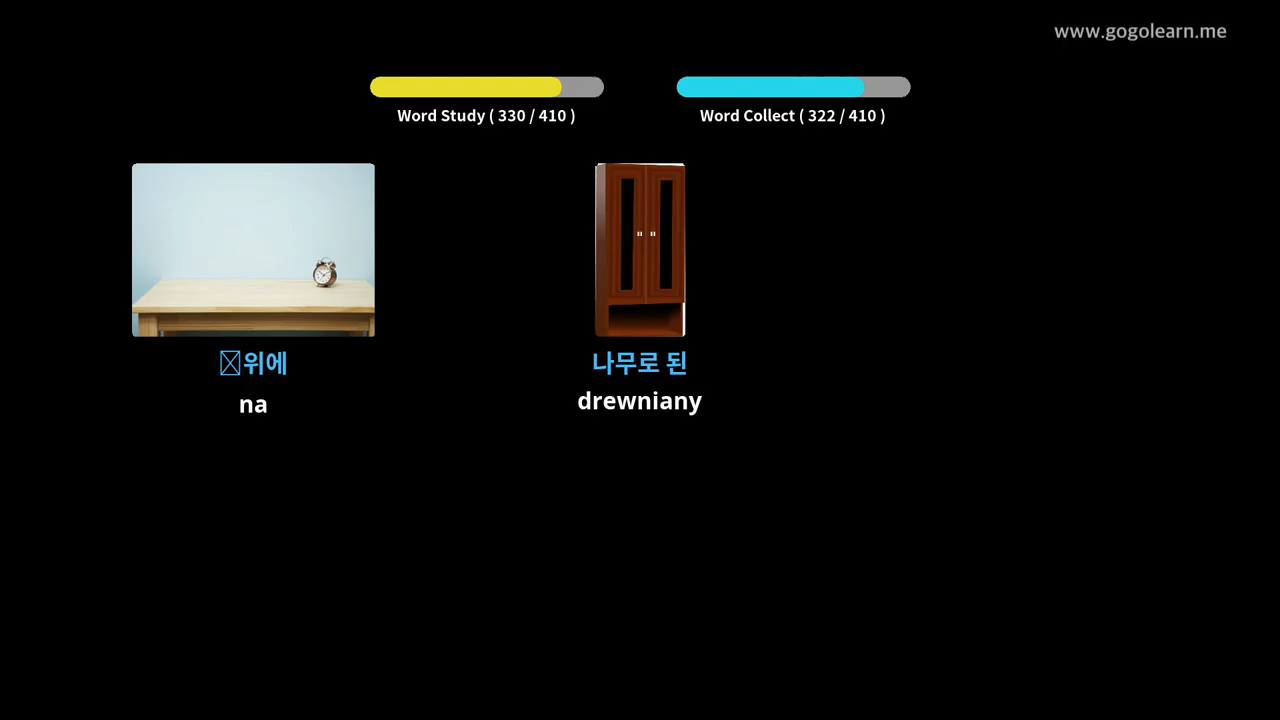 www.gogolearn.me
Word Study ( 330 / 410 )
Word Collect ( 322 / 410 )
위에
na
나무로 된
drewniany